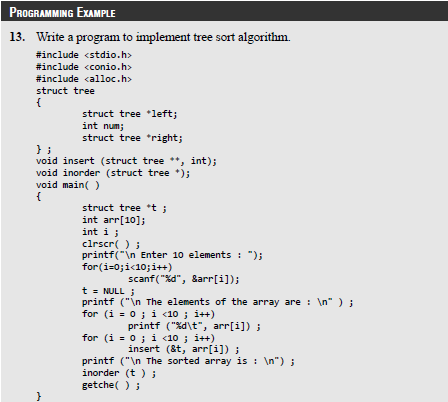 PROGRAMMING EXAMPLE
13. Write a program to implement tree sort algorithm.
#include <stdio.h>
#include <conio.h>
#include <alloc.h>
struct tree
{
struct tree *left;
int num;
struct tree *right;
} ;
void insert (struct tree **, int);
void inorder (struct tree *);
void main( )
{
struct tree *t ;
int arr[10];
int i ;
clrscr( ) ;
printf("\n Enter 10 elements : ");
for(i=0;i<10;i++)
scanf("%d", &arr[i]);
t = NULL ;
printf ("\n The elements of the array are : \n" ) ;
for (i = 0 ; i <10 ; i++)
printf ("%d\t", arr[i]) ;
for (i = 0 ; i <10 ; i++)
insert (&t, arr[i]) ;
printf ("\n The sorted array is : \n") ;
inorder (t ) ;
getche( ) ;
}